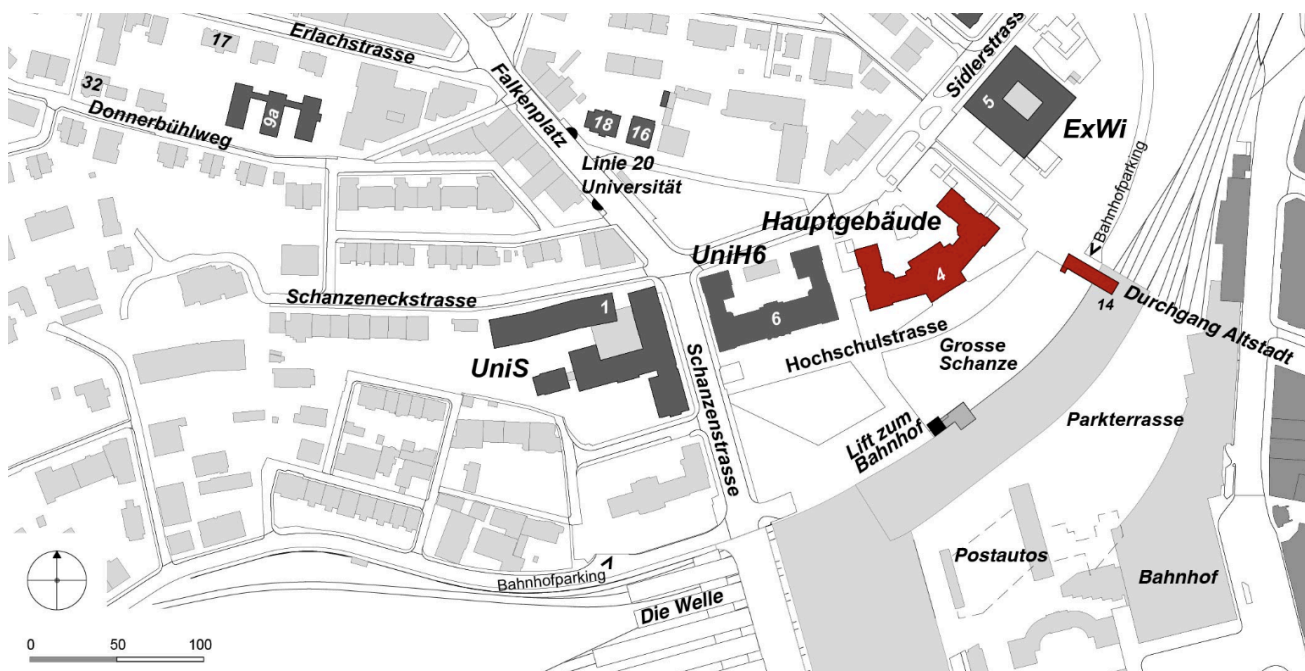 17
Erlachstrasse
32
Donnerbühlweg
9a
Falkenplatz
18
16
Linie 20
Universität
Sidlerstrasse
5
ExWi
Bahnhofparking
Hauptgebäude
4
UniH6
6
Schanzeneckstrasse
1
UniS
Schanzenstrasse
Hochschulstrasse
Grosse
Schanze
14
Durchgang Altstadt
Lift zum
Bahnhof
Parkterrasse
Postautos
Bahnhof
Bahnhofparking
Die Welle
0 50 100